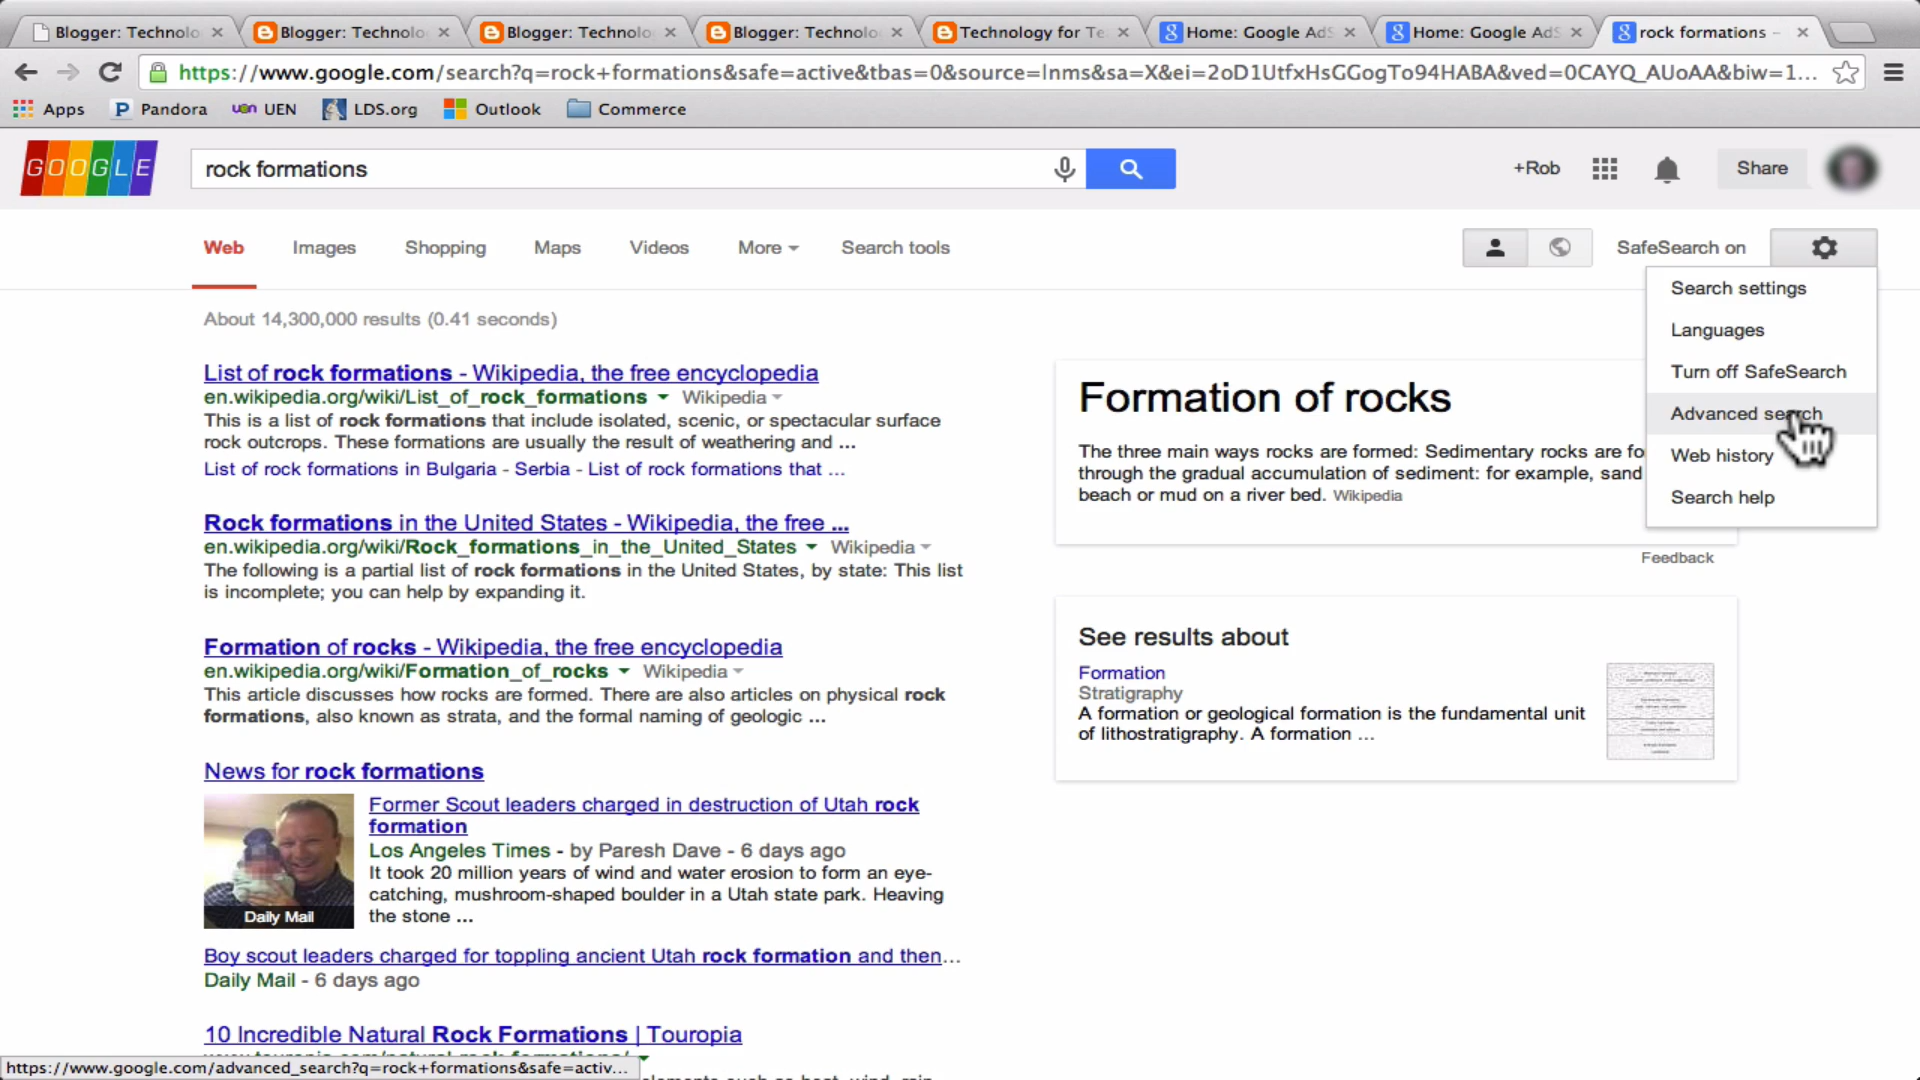 Blogger: Technolo
Blogger: Technolo
Blogger: Technolo
Blogger: Technolo
Technology for Te
Home: Google AdS
Home: Google AdS
rock formations -
https://www.google.com/search?q=rock+formations&safe=active&tbas=0&source=lnms&sa=X&ei=2oD1UtfxHsGGogTo94HABA&ved=0CAYQ_AUoAA&biw=1...
Apps
Pandora
UEN
LDS.org
Outlook
Commerce
GOOGLE
rock formations
+Rob
Share
Web
Images
Shopping
Maps
Videos
More
Search tools
SafeSearch on
Search settings
Languages
Turn off SafeSearch
Advanced search
Web history
Search help
About 14,300,000 results (0.41 seconds)
List of rock formations - Wikipedia, the free encyclopedia
en.wikipedia.org/wiki/List_of_rock_formations Wikipedia
This is a list of rock formations that include isolated, scenic, or spectacular surface
rock outcrops. These formations are usually the result of weathering and ...
List of rock formations in Bulgaria - Serbia - List of rock formations that ...
Rock formations in the United States - Wikipedia, the free ...
en.wikipedia.org/wiki/Rock_formations_in_the_United_States Wikipedia
The following is a partial list of rock formations in the United States, by state: This list
is incomplete; you can help by expanding it.
Formation of rocks - Wikipedia, the free encyclopedia
en.wikipedia.org/wiki/Formation_of_rocks Wikipedia
This article discusses how rocks are formed. There are also articles on physical rock
formations, also known as strata, and the formal naming of geologic ...
News for rock formations
Former Scout leaders charged in destruction of Utah rock
formation
Los Angeles Times - by Paresh Dave - 6 days ago
It took 20 million years of wind and water erosion to form an eye-
catching, mushroom-shaped boulder in a Utah state park. Heaving
the stone ...
Daily Mail
Boy scout leaders charged for toppling ancient Utah rock formation and then...
Daily Mail - 6 days ago
10 Incredible Natural Rock Formations | Touropia
Formation of rocks
The three main ways rocks are formed: Sedimentary rocks are fo
through the gradual accumulation of sediment: for example, sand
beach or mud on a river bed. Wikipedia
Feedback
See results about
Formation
Stratigraphy
A formation or geological formation is the fundamental unit
of lithostratigraphy. A formation ...
https://www.google.com/advanced_search?q=rock+formations&safe=activ...